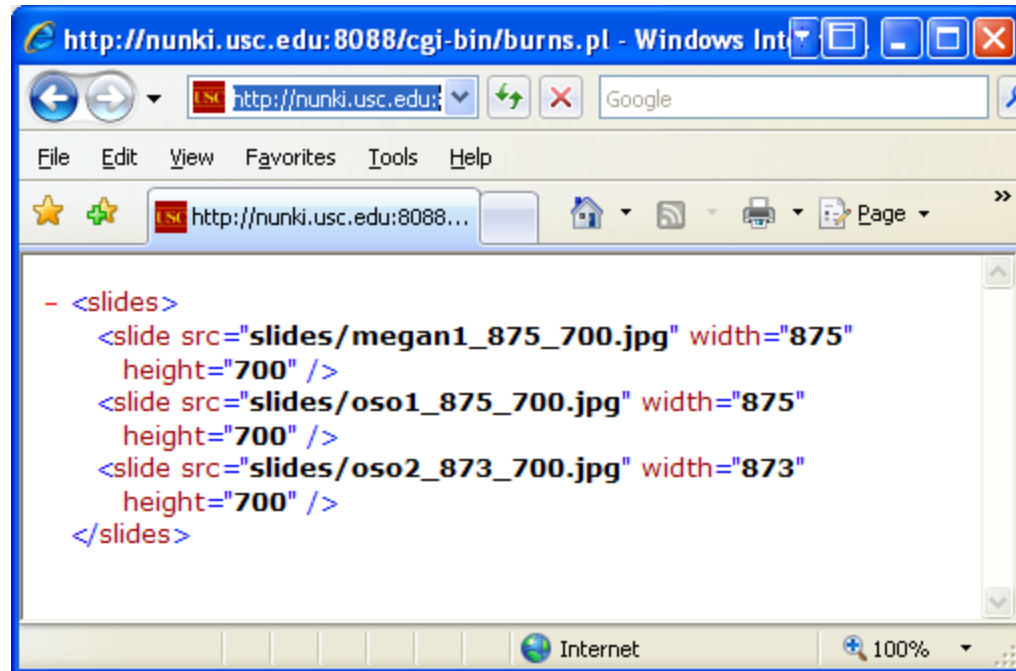 http://nunki.usc.edu:8088/cgi-bin/burns.pl - Windows Int
USC http://nunki.usc.edu: Google
File Edit View Favorites Tools Help
USC http://nunki.usc.edu:8088... Page »
- <slides>
<slide src="slides/megan1_875_700.jpg" width="875"
height="700" />
<slide src="slides/oso1_875_700.jpg" width="875"
height="700" />
<slide src="slides/oso2_873_700.jpg" width="873"
height="700" />
</slides>
Internet 100%